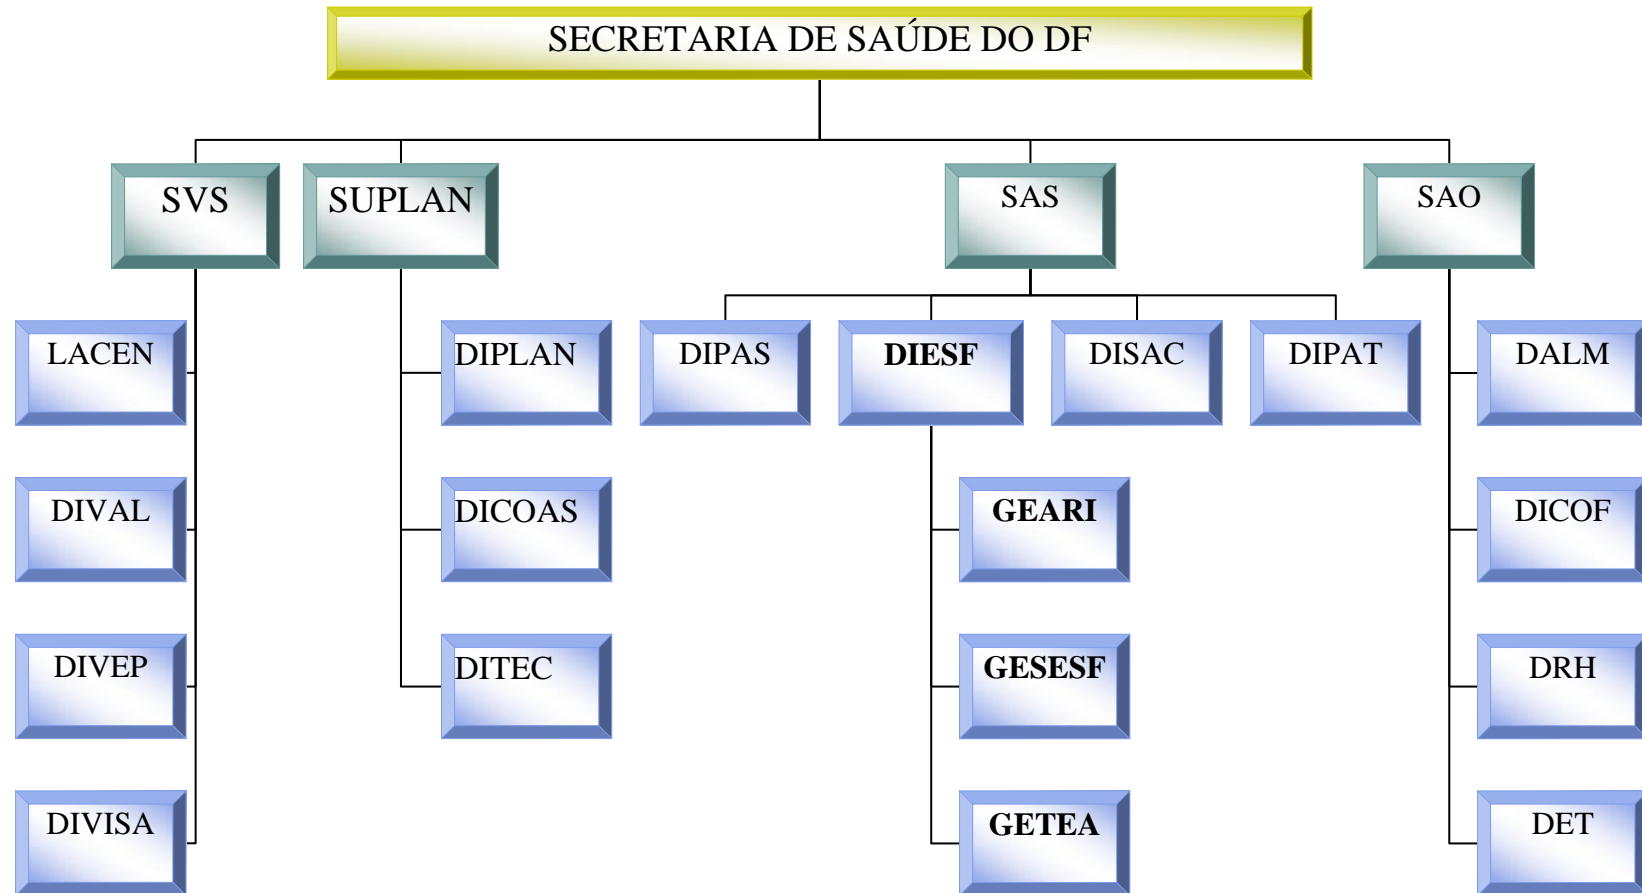 SECRETARIA DE SAÚDE DO DF
SVS
SUPLAN
SAS
SAO
LACEN
DIPLAN
DIPAS
DIESF
DISAC
DIPAT
DALM
DIVAL
DICOAS
GEARI
DICOF
DIVEP
DITEC
GESESF
DRH
DIVISA
GETEA
DET